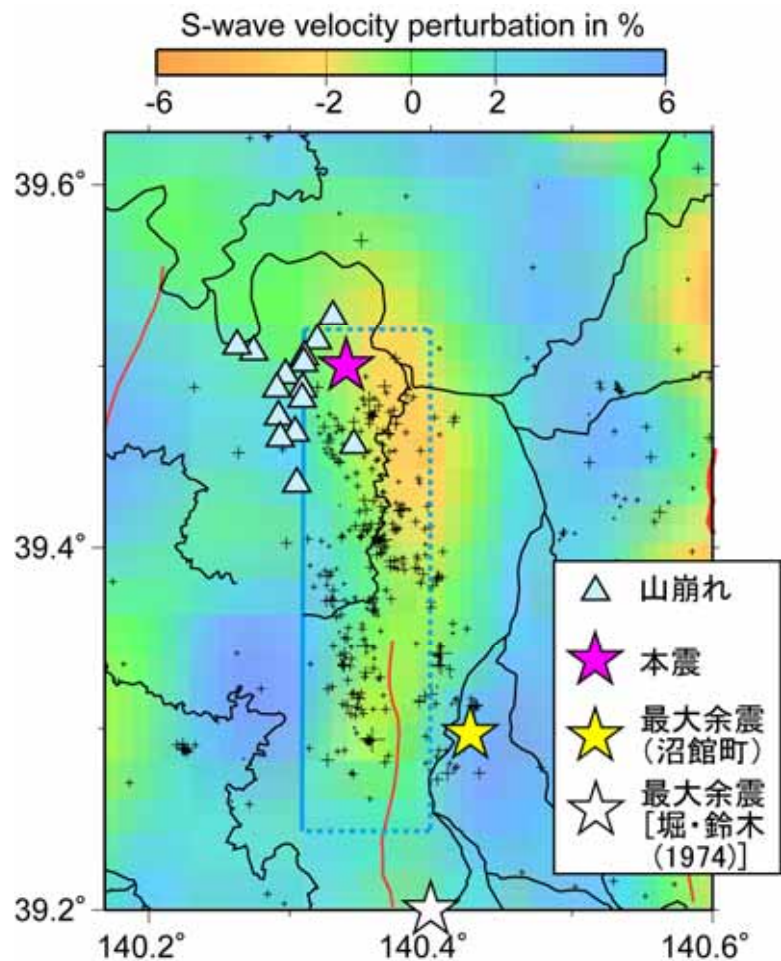 S-wave velocity perturbation in %
-6 -2 0 2 6
39.6°
39.4°
39.2°
140.2° 140.4° 140.6°
山崩れ
本震
最大余震
(沼館町)
最大余震
[堀・鈴木
(1974)]